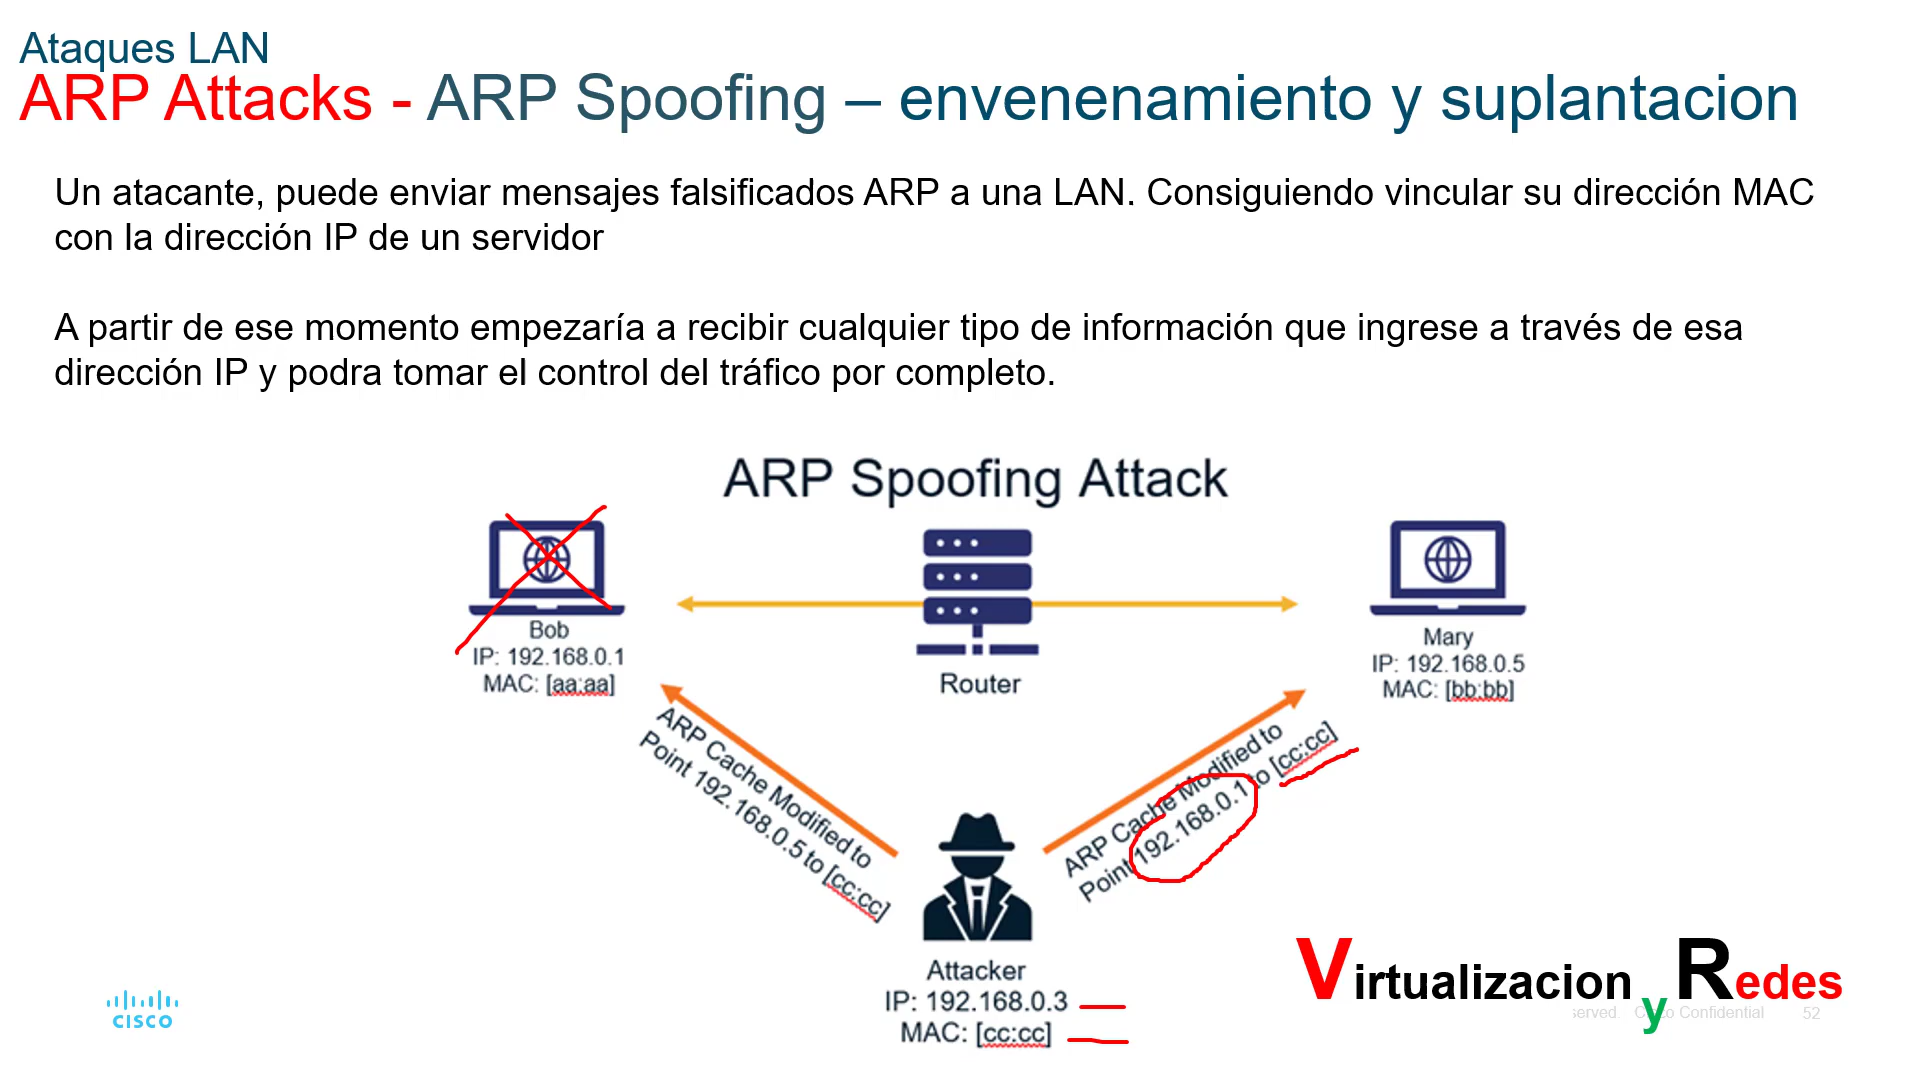 Ataques LAN
ARP Attacks - ARP Spoofing – envenenamiento y suplantacion
Un atacante, puede enviar mensajes falsificados ARP a una LAN. Consiguiendo vincular su dirección MAC
con la dirección IP de un servidor
A partir de ese momento empezaría a recibir cualquier tipo de información que ingrese a través de esa
dirección IP y podra tomar el control del tráfico por completo.
ARP Spoofing Attack
Bob
IP: 192.168.0.1
MAC: [aa:aa]
Router
Mary
IP: 192.168.0.5
MAC: [bb:bb]
ARP Cache Modified to
Point 192.168.0.5 to [cc:cc]
ARP Cache Modified to
Point 192.168.0.1 to [cc:cc]
Attacker
IP: 192.168.0.3
MAC: [cc:cc]
Virtualizacion y Redes
Confidential 52
CISCO